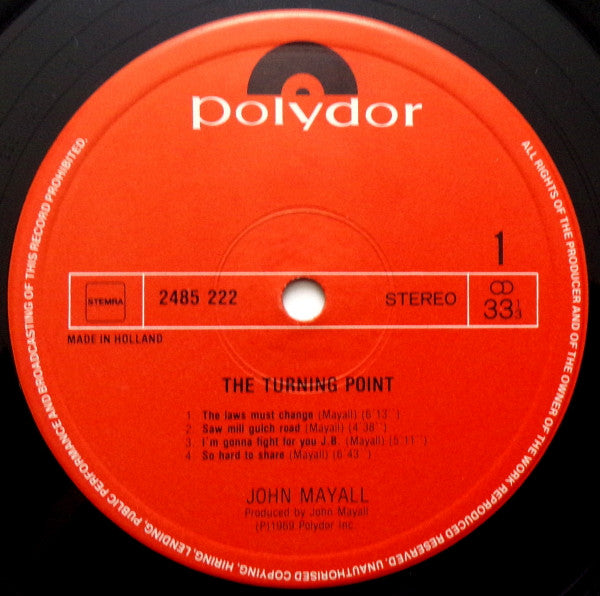 polydor
1
STEMRA
2485 222
STEREO
33 1/3
MADE IN HOLLAND
THE TURNING POINT
1. The laws must change (Mayall) (6´13´´)
2. Saw mill gulch road (Mayall) (4´38´´)
3. I'm gonna fight for you J.B. (Mayall) (5´11´´)
4. So hard to share (Mayall) (6´43´´)
JOHN MAYALL
Produced by John Mayall
(P)1969 Polydor Inc.
ALL RIGHTS OF THE PRODUCER AND OF THE OWNER OF THE WORK REPRODUCED RESERVED. UNAUTHORISED COPYING, HIRING, LENDING, PUBLIC PERFORMANCE AND BROADCASTING OF THIS RECORD PROHIBITED.